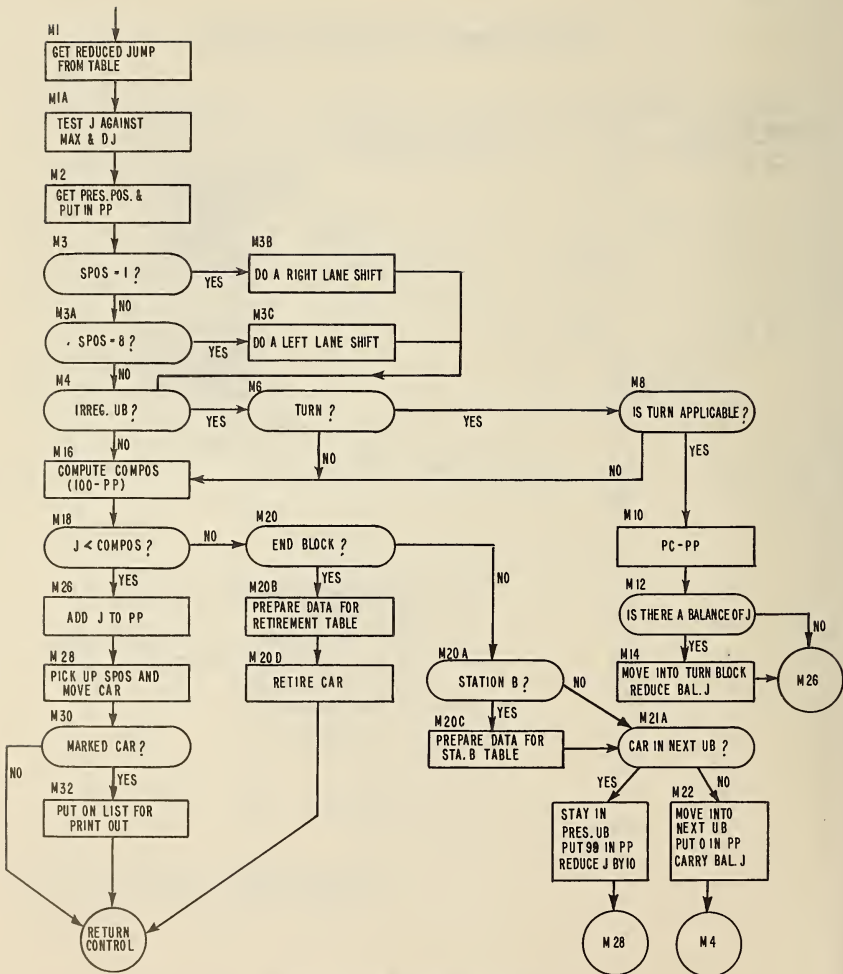 M1
GET REDUCED JUMP
FROM TABLE
M1A
TEST J AGAINST
MAX & DJ
M2
GET PRES. POS. &
PUT IN PP
M3
SPOS = 1 ?
YES
M3B
DO A RIGHT LANE SHIFT
NO
M3A
SPOS = 8 ?
YES
M3C
DO A LEFT LANE SHIFT
NO
M4
IRREG. UB ?
YES
M6
TURN ?
YES
M8
IS TURN APPLICABLE ?
NO
NO
NO
YES
M16
COMPUTE COMPOS
(100-PP)
M10
PC-PP
M18
J < COMPOS ?
NO
M20
END BLOCK ?
NO
YES
YES
M12
IS THERE A BALANCE OF J
NO
YES
M26
ADD J TO PP
M20B
PREPARE DATA FOR
RETIREMENT TABLE
M14
MOVE INTO TURN BLOCK
REDUCE BAL. J
M26
M28
PICK UP SPOS AND
MOVE CAR
M20D
RETIRE CAR
M20A
STATION B ?
NO
YES
M30
MARKED CAR ?
NO
YES
M20C
PREPARE DATA FOR
STA. B TABLE
M21A
CAR IN NEXT UB ?
YES
NO
M32
PUT ON LIST FOR
PRINT OUT
STAY IN
PRES. UB
PUT 99 IN PP
REDUCE J BY 10
M22
MOVE INTO
NEXT UB
PUT 0 IN PP
CARRY BAL. J
RETURN
CONTROL
M28
M4